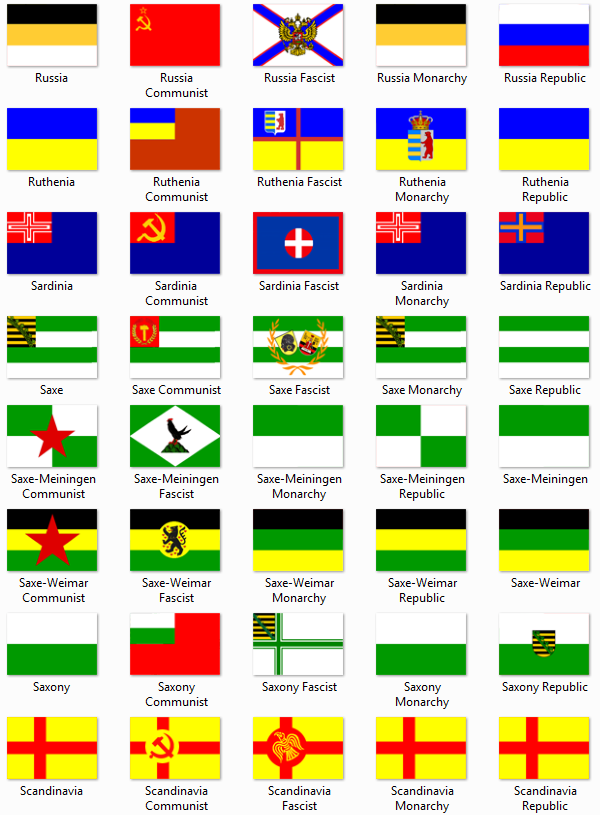 Russia
Russia
Communist
Russia Fascist
Russia Monarchy
Russia Republic
Ruthenia
Ruthenia
Communist
Ruthenia Fascist
Ruthenia
Monarchy
Ruthenia
Republic
Sardinia
Sardinia
Communist
Sardinia Fascist
Sardinia
Monarchy
Sardinia Republic
Saxe
Saxe Communist
Saxe Fascist
Saxe Monarchy
Saxe Republic
Saxe-Meiningen
Communist
Saxe-Meiningen
Fascist
Saxe-Meiningen
Monarchy
Saxe-Meiningen
Republic
Saxe-Meiningen
Saxe-Weimar
Communist
Saxe-Weimar
Fascist
Saxe-Weimar
Monarchy
Saxe-Weimar
Republic
Saxe-Weimar
Saxony
Saxony
Communist
Saxony Fascist
Saxony
Monarchy
Saxony Republic
Scandinavia
Scandinavia
Communist
Scandinavia
Fascist
Scandinavia
Monarchy
Scandinavia
Republic